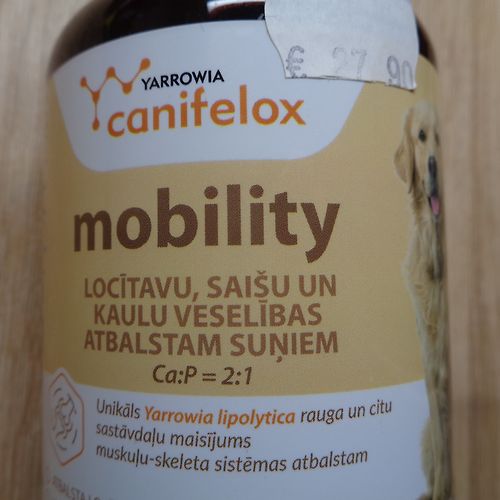 € 27 90
YARROWIA
canifelox
mobility
LOCĪTAVU, SAIŠU UN
KAULU VESELĪBAS
ATBALSTAM SUŅIEM
Ca:P = 2:1
Unikāls Yarrowia lipolytica rauga un citu
sastāvdaļu maisījums
muskuļu-skeleta sistēmas atbalstam